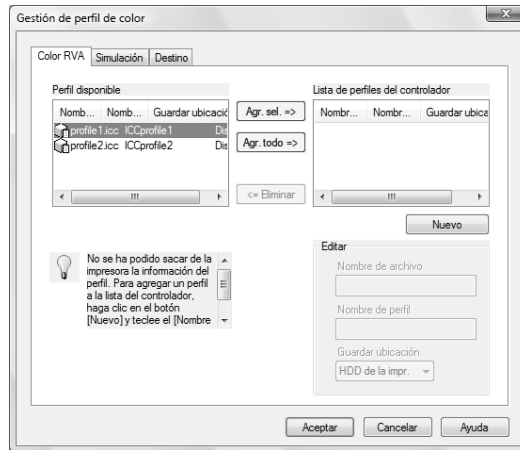 Gestión de perfil de color
Color RVA Simulación Destino
Perfil disponible
Nomb... Nomb... Guardar ubicació
profile1.icc ICCprofile1 Dis
profile2.icc ICCprofile2 Dis
Agr. sel. =>
Agr. todo =>
<= Eliminar
Lista de perfiles del controlador
Nombr... Nombr... Guardar ubica
Nuevo
No se ha podido sacar de la
impresora la información del
perfil. Para agregar un perfil
a la lista del controlador,
haga clic en el botón
[Nuevo] y teclee el [Nombre
Editar
Nombre de archivo
Nombre de perfil
Guardar ubicación
HDD de la impr.
Aceptar Cancelar Ayuda